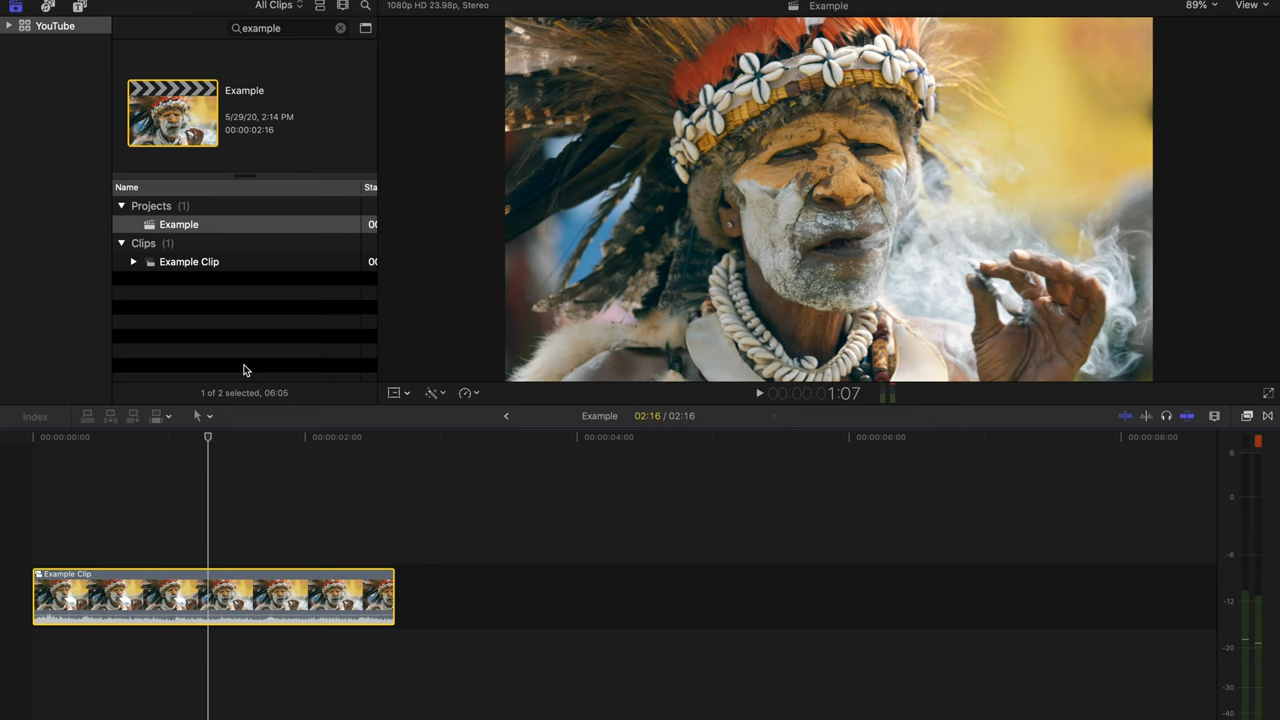 All Clips
1080p HD 23.98p, Stereo
Example
89%
View
YouTube
example
Example
5/29/20, 2:14 PM
00:00:02:16
Name
Sta
Projects (1)
Example
00
Clips (1)
Example Clip
00
1 of 2 selected, 06:05
00:00:00:01:07
Index
Example
02:16 / 02:16
00:00:00:00
00:00:02:00
00:00:04:00
00:00:06:00
00:00:08:00
Example Clip
6
0
-6
-12
-20
-30
-40